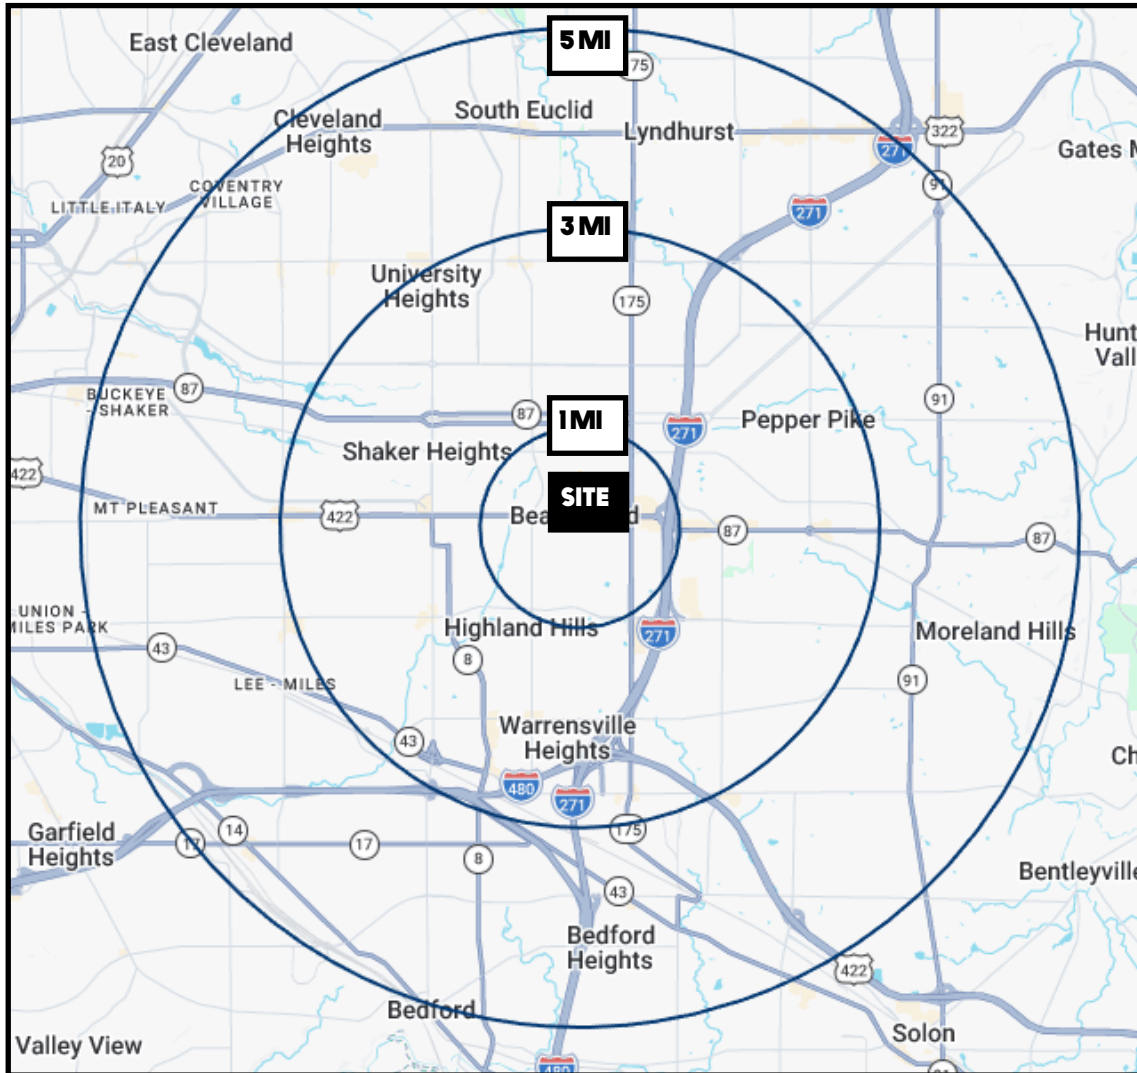 5 MI
175
East Cleveland
South Euclid
Cleveland
Heights
Lyndhurst
322
271
20
Gates M
91
COVENTRY
VILLAGE
LITTLE ITALY
271
3 MI
University
Heights
175
Hunt
Vall
BUCKEYE
- SHAKER
87
91
1 MI
87
Pepper Pike
271
Shaker Heights
422
SITE
MT PLEASANT
422
Bea d
87
87
UNION -
MILES PARK
Highland Hills
271
Moreland Hills
43
8
LEE - MILES
91
Warrensville
Heights
43
Ch
480
271
Garfield
Heights
17
14
17
175
8
43
Bentleyville
Bedford
Heights
422
Bedford
Solon
Valley View
480
91